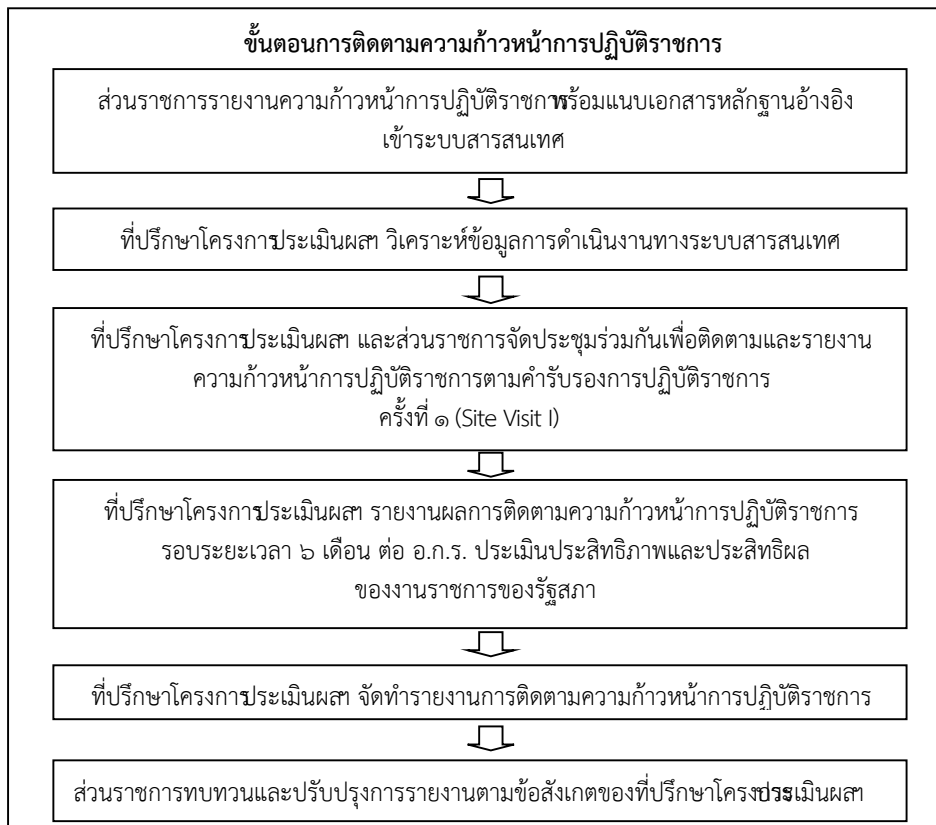 ขั้นตอนการติดตามความก้าวหน้าการปฏิบัติราชการ
ส่วนราชการรายงานความก้าวหน้าการปฏิบัติราชการพร้อมแนบเอกสารหลักฐานอ้างอิง
เข้าระบบสารสนเทศ
ที่ปรึกษาโครงการประเมินผลฯ วิเคราะห์ข้อมูลการดำเนินงานทางระบบสารสนเทศ
ที่ปรึกษาโครงการประเมินผลฯ และส่วนราชการจัดประชุมร่วมกันเพื่อติดตามและรายงาน
ความก้าวหน้าการปฏิบัติราชการตามคำรับรองการปฏิบัติราชการ
ครั้งที่ ๑ (Site Visit I)
ที่ปรึกษาโครงการประเมินผลฯ รายงานผลการติดตามความก้าวหน้าการปฏิบัติราชการ
รอบระยะเวลา ๖ เดือน ต่อ อ.ก.ร. ประเมินประสิทธิภาพและประสิทธิผล
ของงานราชการของรัฐสภา
ที่ปรึกษาโครงการประเมินผลฯ จัดทำรายงานการติดตามความก้าวหน้าการปฏิบัติราชการ
ส่วนราชการทบทวนและปรับปรุงการรายงานตามข้อสังเกตของที่ปรึกษาโครงการประเมินผลฯ